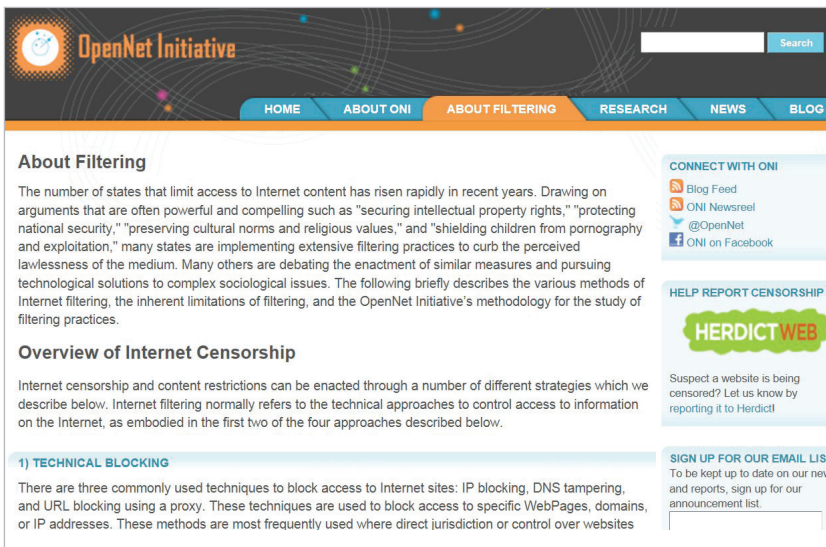 OpenNet Initiative
Search
HOME
ABOUT ONI
ABOUT FILTERING
RESEARCH
NEWS
BLOG
About Filtering
The number of states that limit access to Internet content has risen rapidly in recent years. Drawing on
arguments that are often powerful and compelling such as "securing intellectual property rights," "protecting
national security," "preserving cultural norms and religious values," and "shielding children from pornography
and exploitation," many states are implementing extensive filtering practices to curb the perceived
lawlessness of the medium. Many others are debating the enactment of similar measures and pursuing
technological solutions to complex sociological issues. The following briefly describes the various methods of
Internet filtering, the inherent limitations of filtering, and the OpenNet Initiative's methodology for the study of
filtering practices.
Overview of Internet Censorship
Internet censorship and content restrictions can be enacted through a number of different strategies which we
describe below. Internet filtering normally refers to the technical approaches to control access to information
on the Internet, as embodied in the first two of the four approaches described below.
1) TECHNICAL BLOCKING
There are three commonly used techniques to block access to Internet sites: IP blocking, DNS tampering,
and URL blocking using a proxy. These techniques are used to block access to specific WebPages, domains,
or IP addresses. These methods are most frequently used where direct jurisdiction or control over websites
CONNECT WITH ONI
Blog Feed
ONI Newsreel
@OpenNet
ONI on Facebook
HELP REPORT CENSORSHIP
HERDICTWEB
Suspect a website is being
censored? Let us know by
reporting it to Herdict!
SIGN UP FOR OUR EMAIL LIS
To be kept up to date on our new
and reports, sign up for our
announcement list.